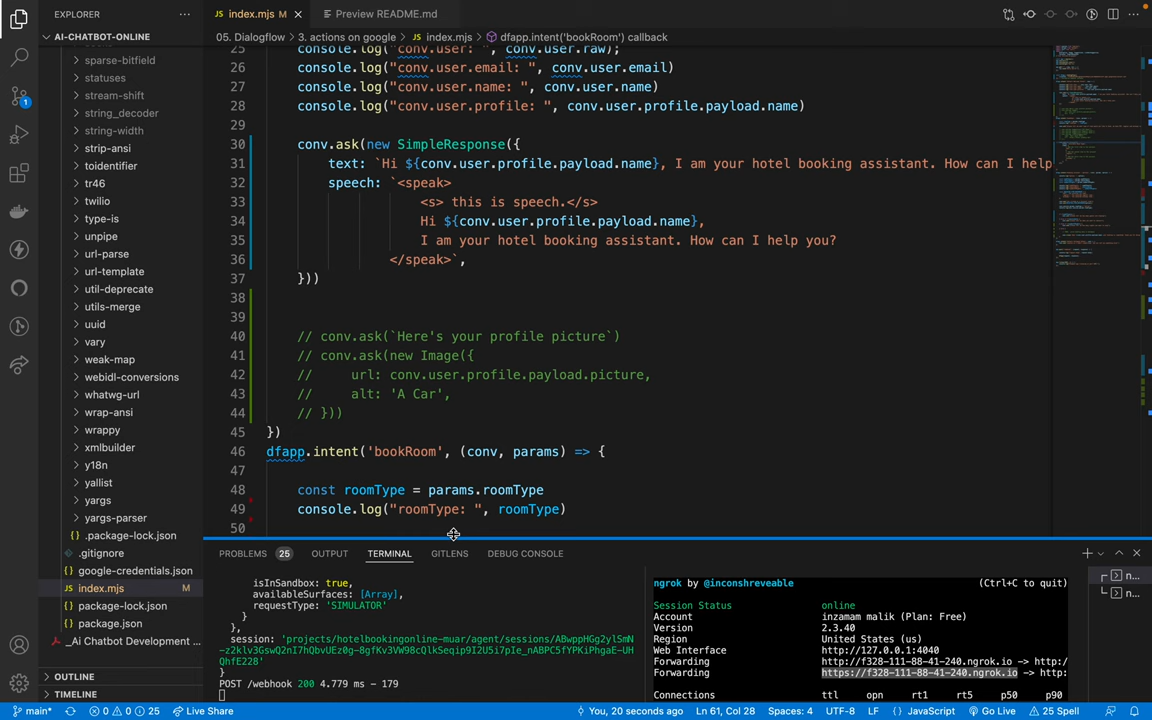 EXPLORER
AI-CHATBOT-ONLINE
sparse-bitfield
statuses
stream-shift
string_decoder
string-width
strip-ansi
toidentifier
tr46
twilio
type-is
unpipe
url-parse
url-template
util-deprecate
utils-merge
uuid
vary
weak-map
webidl-conversions
whatwg-url
wrap-ansi
wrappy
xmlbuilder
y18n
yallist
yargs
yargs-parser
.package-lock.json
.gitignore
google-credentials.json
index.mjs M
package-lock.json
package.json
_Ai Chatbot Development ...
OUTLINE
TIMELINE
index.mjs M
Preview README.md
05. Dialogflow > 3. actions on google > index.mjs > dfapp.intent('bookRoom') callback
25 console.log("conv.user: ", conv.user.raw);
26 console.log("conv.user.email: ", conv.user.email)
27 console.log("conv.user.name: ", conv.user.name)
28 console.log("conv.user.profile: ", conv.user.profile.payload.name)
29
30 conv.ask(new SimpleResponse({
31 text: `Hi ${conv.user.profile.payload.name}, I am your hotel booking assistant. How can I help
32 speech: `<speak>
33 <s> this is speech.</s>
34 Hi ${conv.user.profile.payload.name},
35 I am your hotel booking assistant. How can I help you?
36 </speak>`,
37 }))
38
39
40 // conv.ask(`Here's your profile picture`)
41 // conv.ask(new Image({
42 // url: conv.user.profile.payload.picture,
43 // alt: 'A Car',
44 // }))
45 })
46 dfapp.intent('bookRoom', (conv, params) => {
47
48 const roomType = params.roomType
49 console.log("roomType: ", roomType)
50
PROBLEMS 25 OUTPUT TERMINAL GITLENS DEBUG CONSOLE
isInSandbox: true,
availableSurfaces: [Array],
requestType: 'SIMULATOR'
}
},
session: 'projects/hotelbookingonline-muar/agent/sessions/ABwppHGg2ylSmN
-z2klv3GswQ2nI7hQbvUEz0g-8gfKv3VW98cQlkSeqip9I2U5i7pIe_nABPC5fYPKiPhgaE-UH
QhfE228'
}
POST /webhook 200 4.779 ms - 179
ngrok by @inconshreveable (Ctrl+C to quit)
Session Status online
Account inzamam malik (Plan: Free)
Version 2.3.40
Region United States (us)
Web Interface http://127.0.0.1:4040
Forwarding http://f328-111-88-41-240.ngrok.io -> http:/
Forwarding https://f328-111-88-41-240.ngrok.io -> http:
Connections ttl opn rt1 rt5 p50 p90
n...
n...
1
main* 0 0 25 Live Share
You, 20 seconds ago Ln 61, Col 28 Spaces: 4 UTF-8 LF JavaScript Go Live 25 Spell